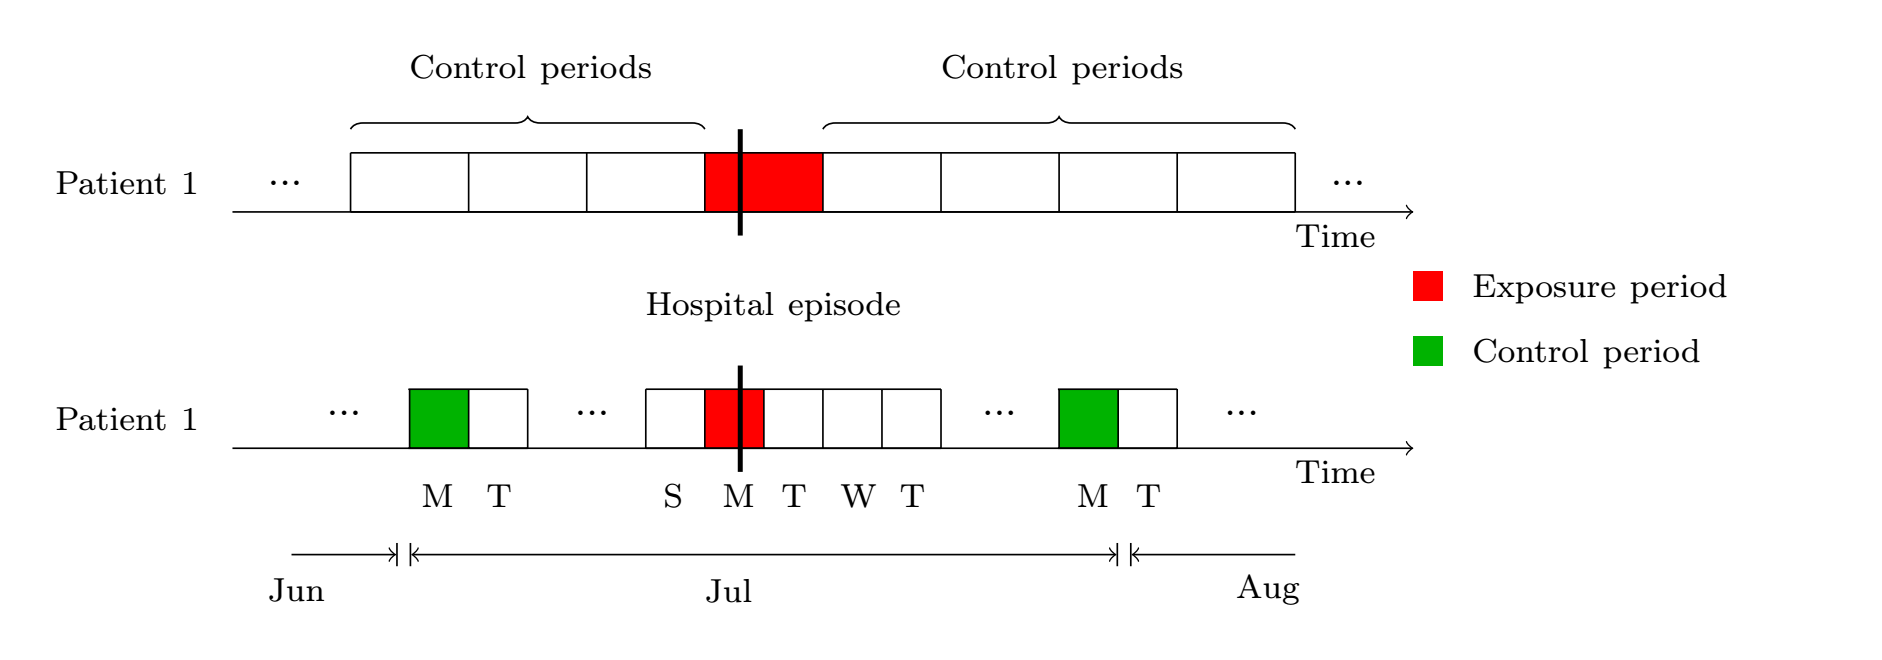 Control periods Control periods
Patient 1 ... ...
Time
Exposure period
Hospital episode
Control period
Patient 1 ... ... ... ...
Time
M T S M T W T M T
Jun Jul Aug